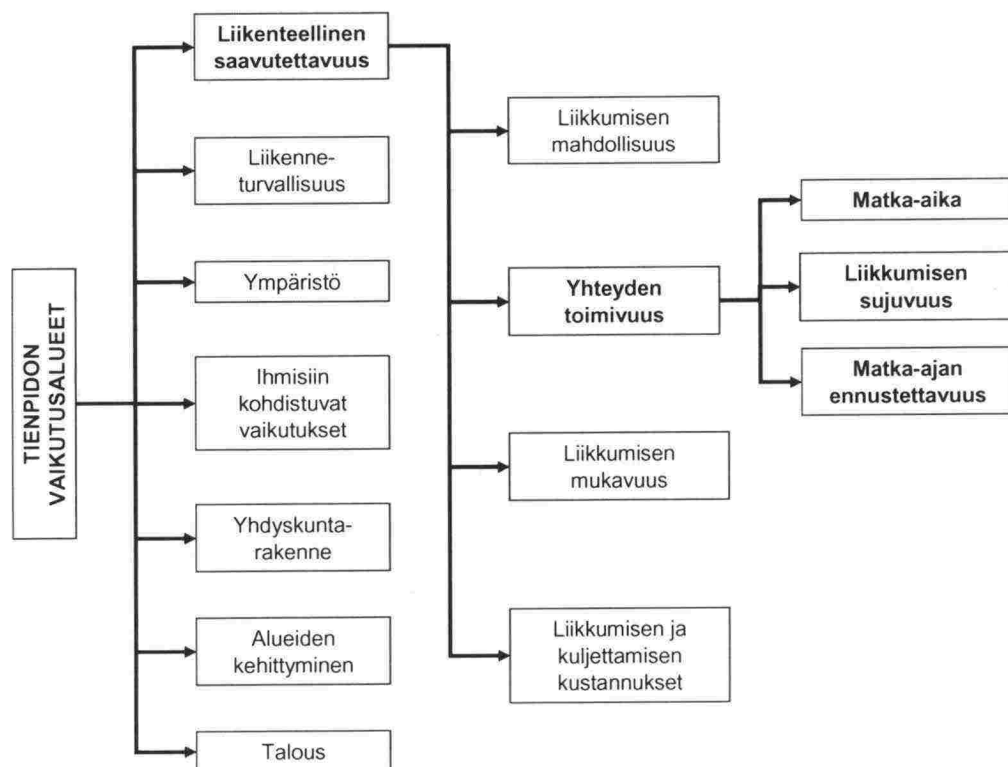 TIENPIDON
VAIKUTUSALUEET
Liikenteellinen
saavutettavuus
Liikenne-
turvallisuus
Ympäristö
Ihmisiin
kohdistuvat
vaikutukset
Yhdyskunta-
rakenne
Alueiden
kehittyminen
Talous
Liikkumisen
mahdollisuus
Yhteyden
toimivuus
Liikkumisen
mukavuus
Liikkumisen ja
kuljettamisen
kustannukset
Matka-aika
Liikkumisen
sujuvuus
Matka-ajan
ennustettavuus